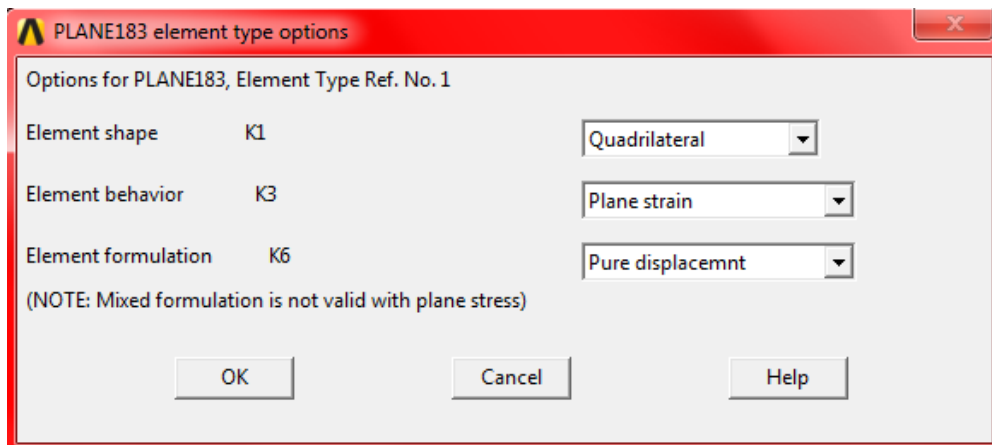 PLANE183 element type options
Options for PLANE183, Element Type Ref. No. 1
Element shape K1 Quadrilateral
Element behavior K3 Plane strain
Element formulation K6 Pure displacemnt
(NOTE: Mixed formulation is not valid with plane stress)
OK Cancel Help